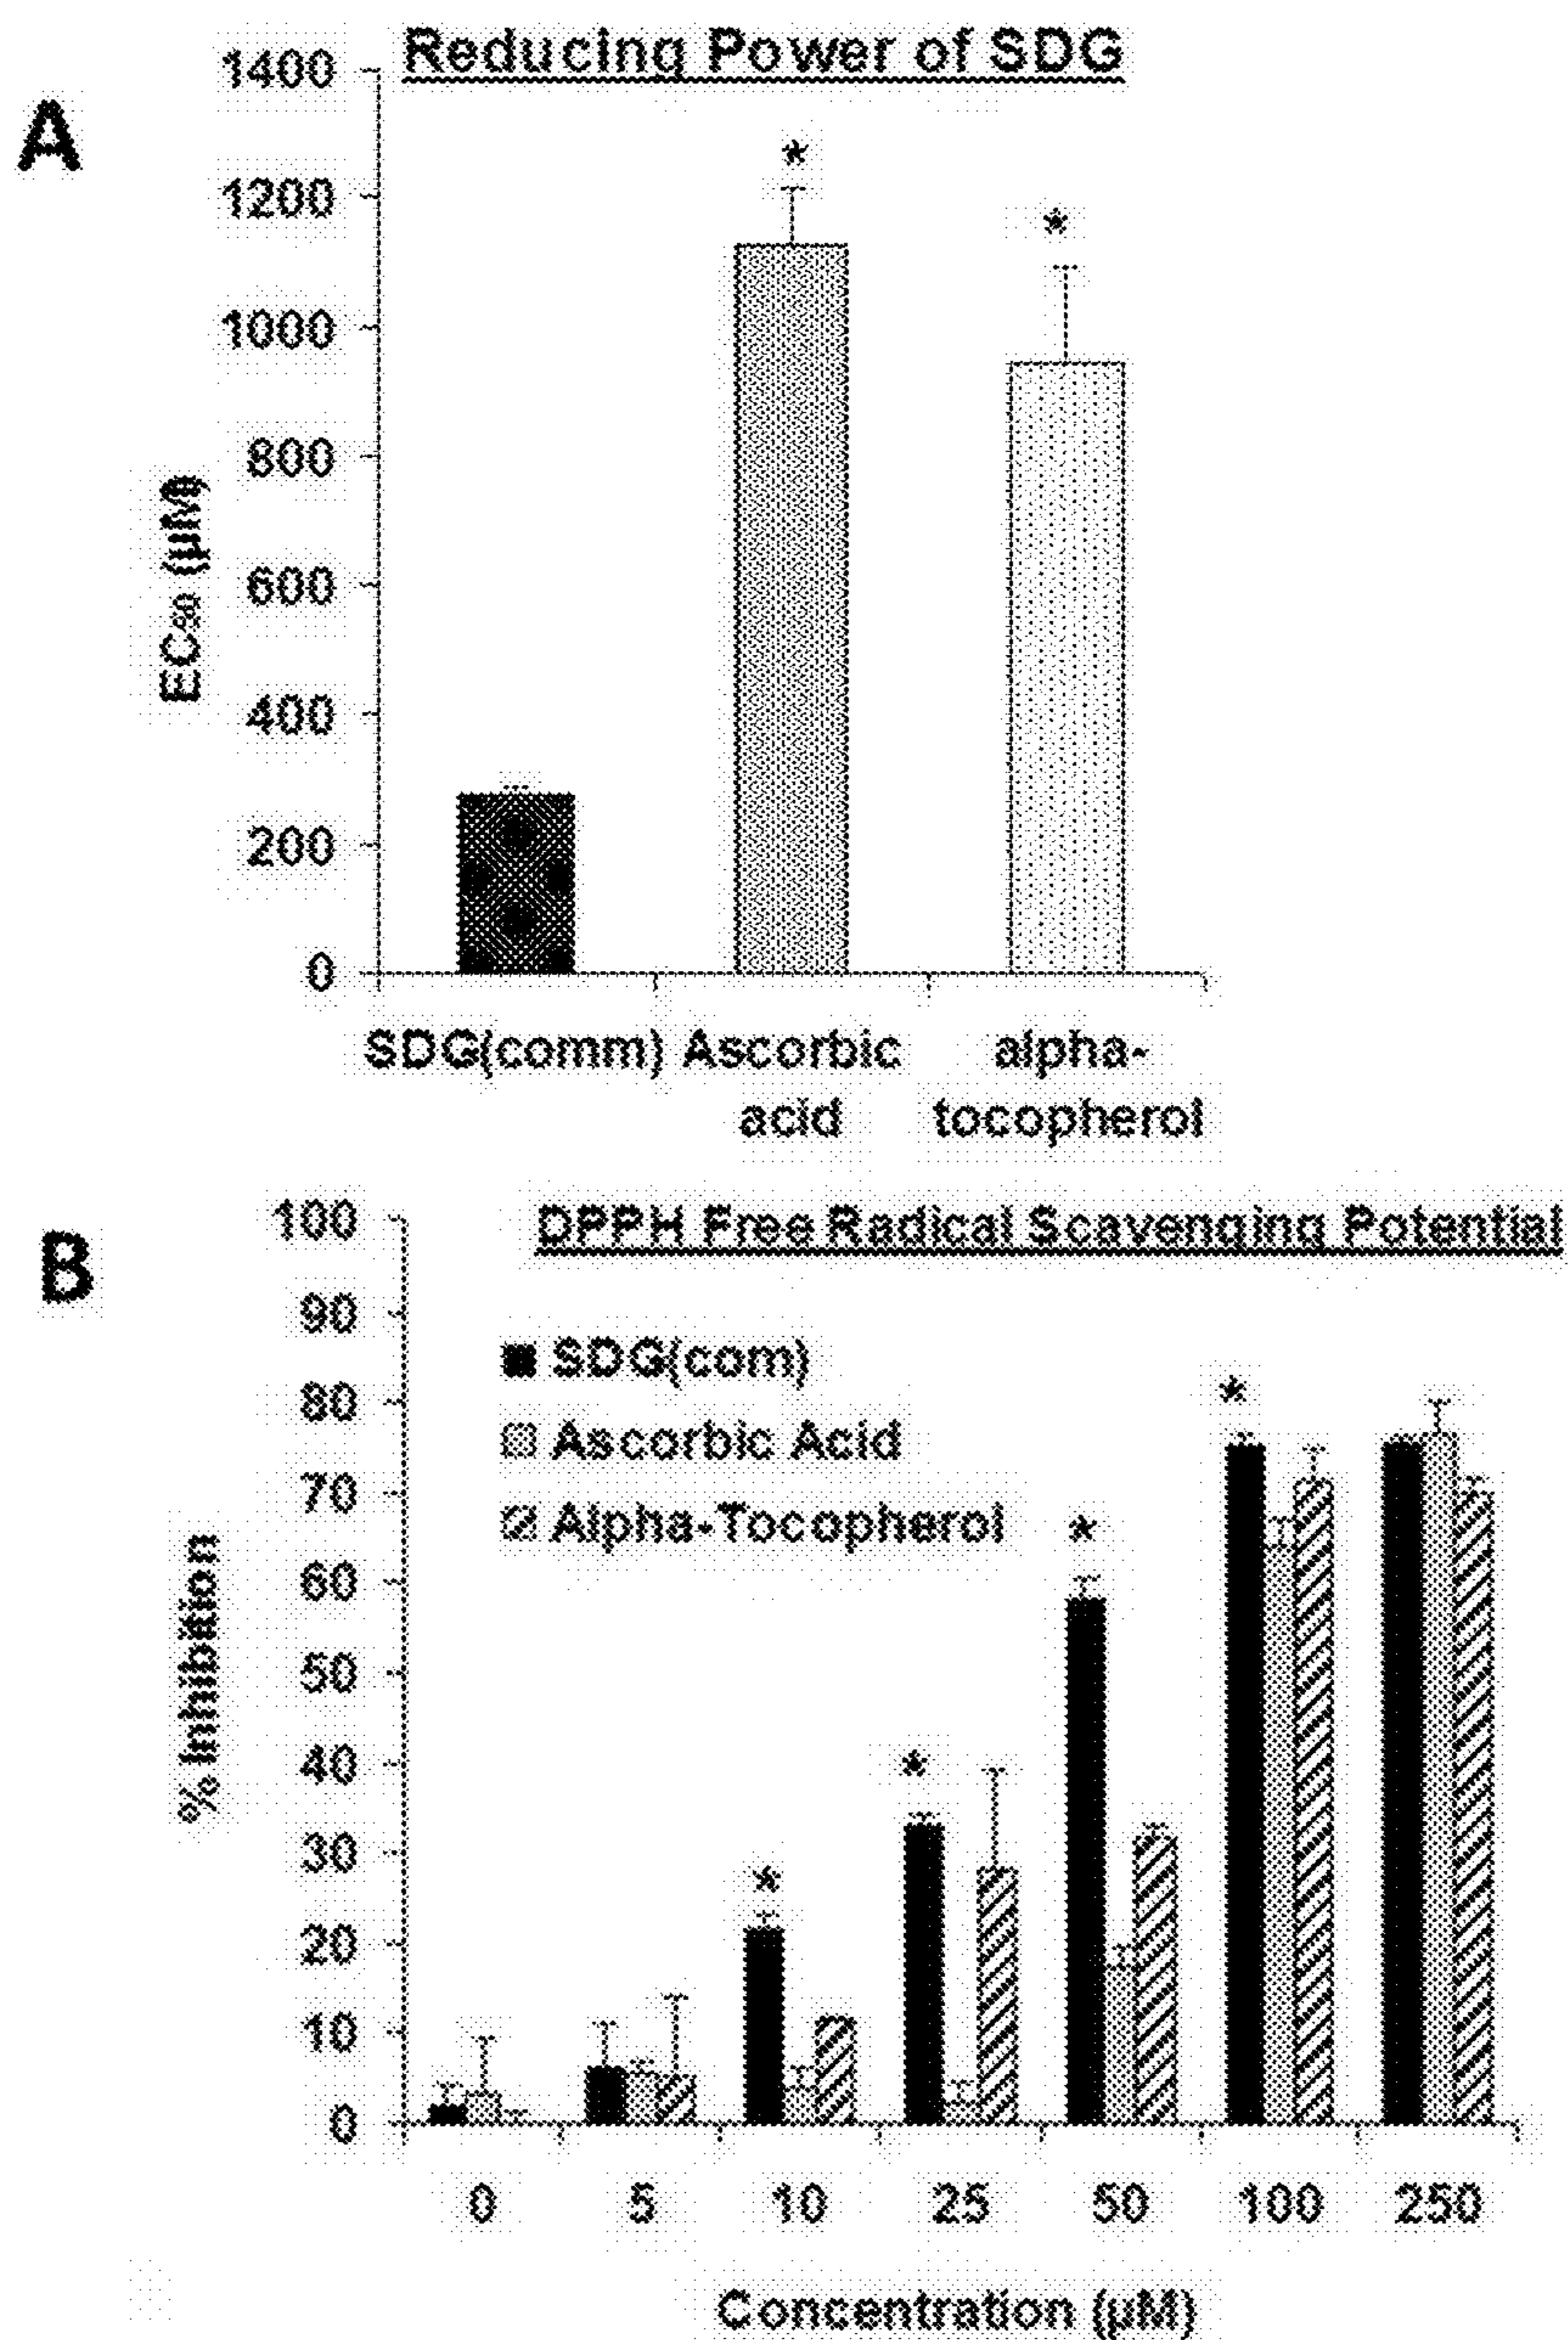 Reducing Power of SDG
A
1400
1200
1000
800
600
400
200
0
EC50 (µM)
*
*
SDG(comm) Ascorbic alpha-
acid tocopherol
B
DPPH Free Radical Scavenging Potential
100
90
80
70
60
50
40
30
20
10
0
% Inhibition
SDG(com)
Ascorbic Acid
Alpha-Tocopherol
*
*
*
*
0 5 10 25 50 100 250
Concentration (µM)